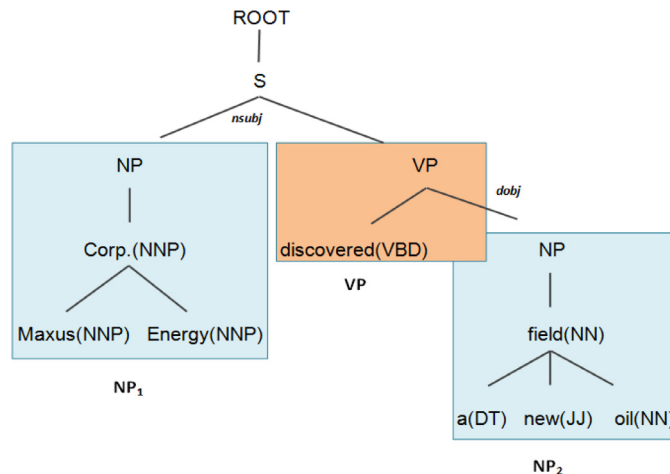 ROOT
S
nsubj
NP VP
dobj
Corp.(NNP) discovered(VBD) NP
VP
Maxus(NNP) Energy(NNP) field(NN)
NP₁
a(DT) new(JJ) oil(NN)
NP₂